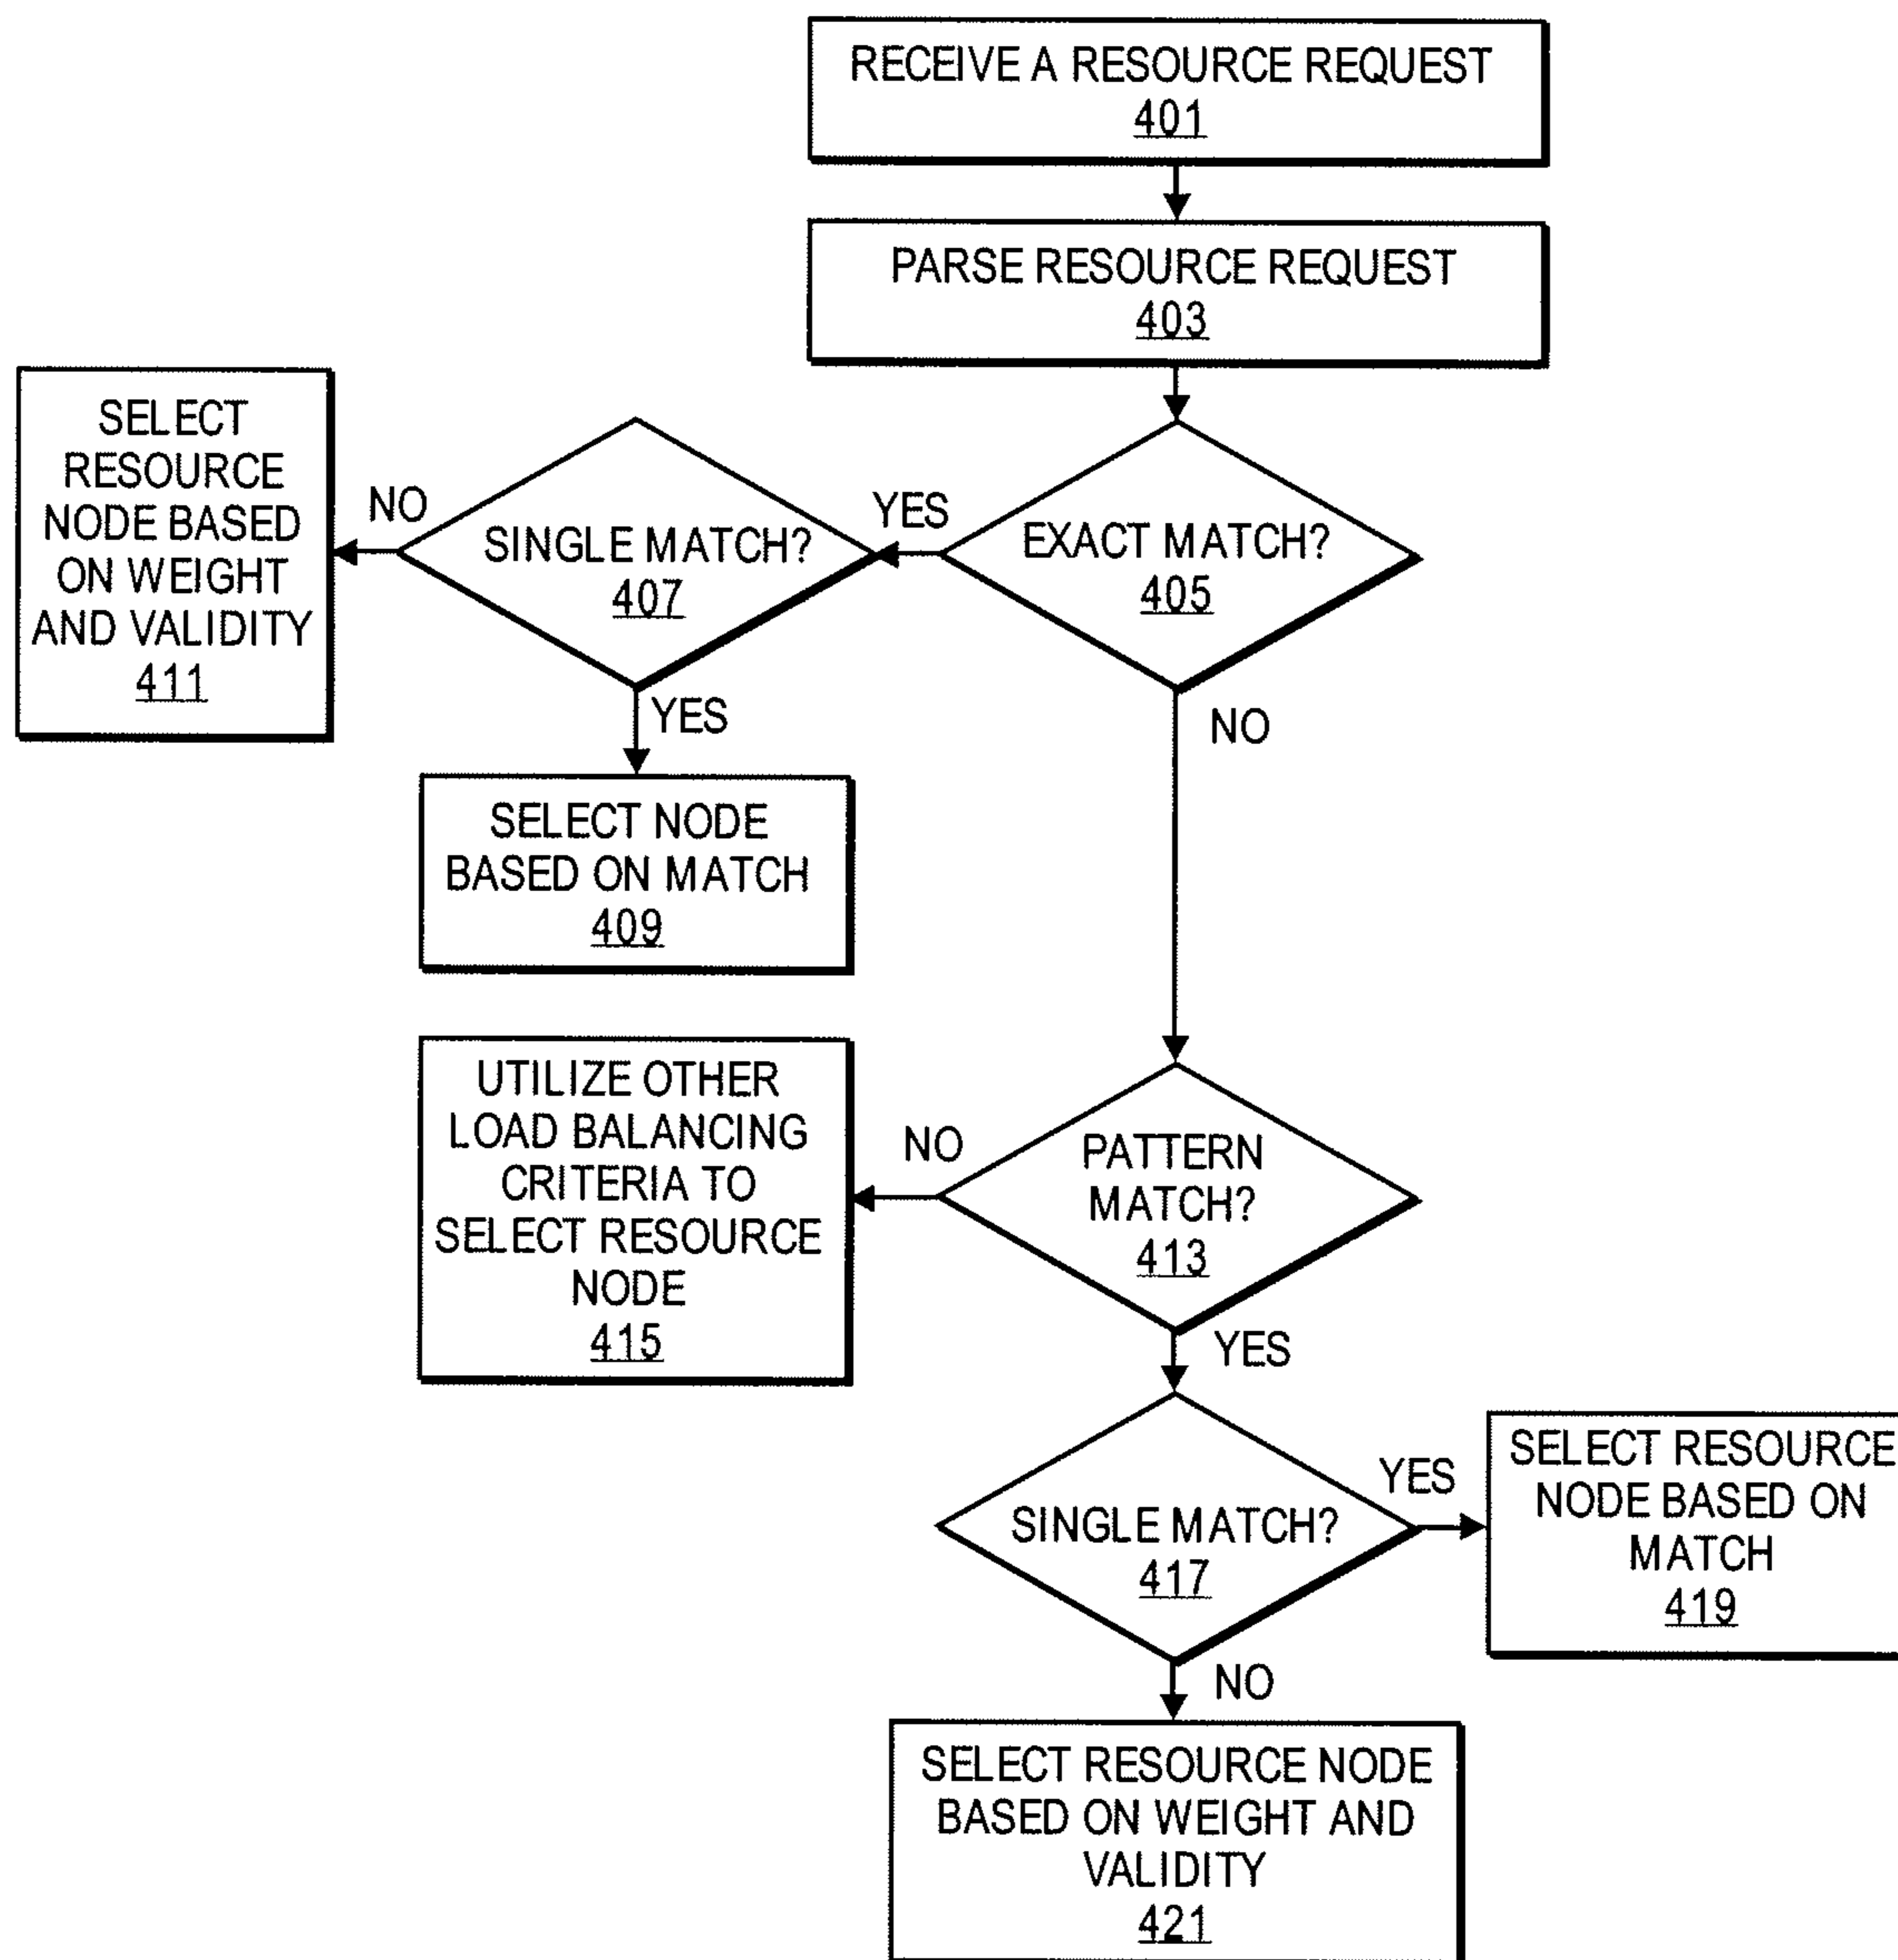 RECEIVE A RESOURCE REQUEST
401
PARSE RESOURCE REQUEST
403
SELECT
RESOURCE
NODE BASED
ON WEIGHT
AND VALIDITY
411
NO
SINGLE MATCH?
407
YES
EXACT MATCH?
405
YES
NO
SELECT NODE
BASED ON MATCH
409
UTILIZE OTHER
LOAD BALANCING
CRITERIA TO
SELECT RESOURCE
NODE
415
NO
PATTERN
MATCH?
413
YES
SINGLE MATCH?
417
YES
SELECT RESOURCE
NODE BASED ON
MATCH
419
NO
SELECT RESOURCE NODE
BASED ON WEIGHT AND
VALIDITY
421